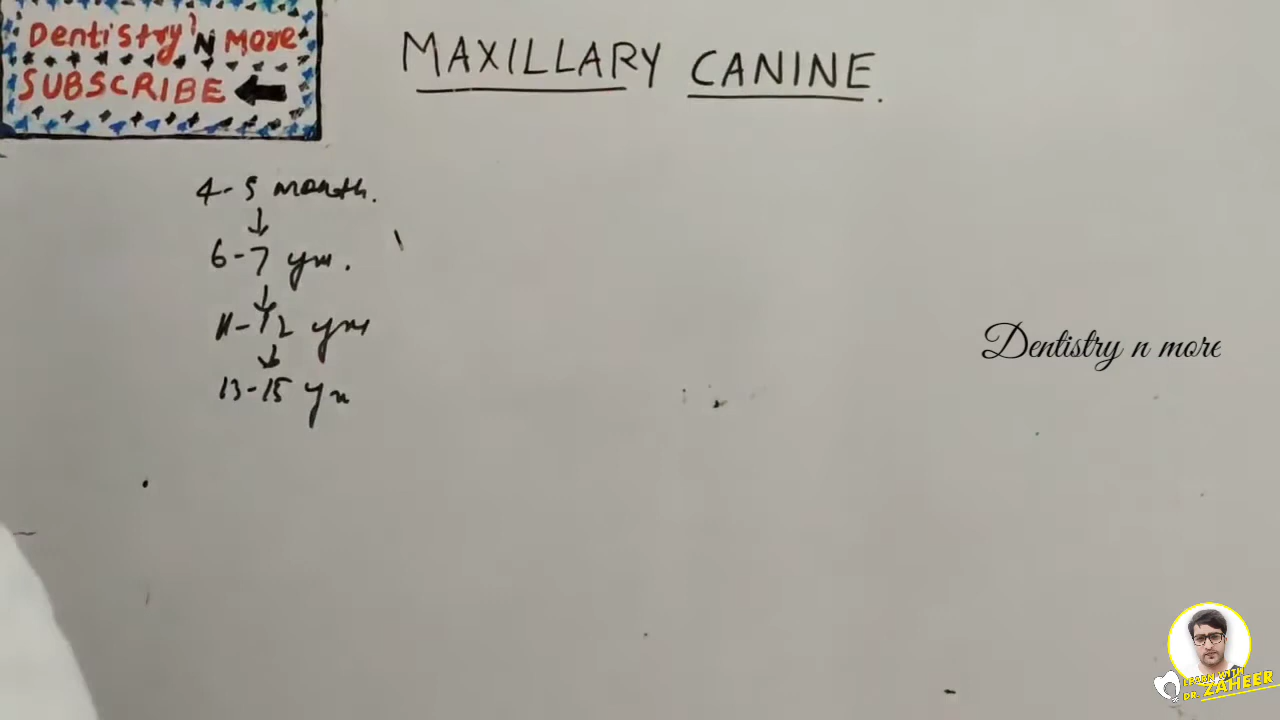 Dentistry'N More
SUBSCRIBE
MAXILLARY CANINE.
4-5 month.
6-7 yrs.
11-12 yrs
13-15 yrs
Dentistry n more
LEARN WITH
DR. ZAHEER